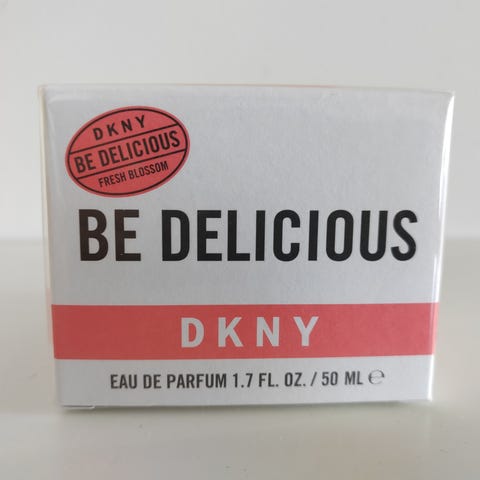 DKNY
BE DELICIOUS
FRESH BLOSSOM
BE DELICIOUS
DKNY
EAU DE PARFUM 1.7 FL. OZ. / 50 ML ℮